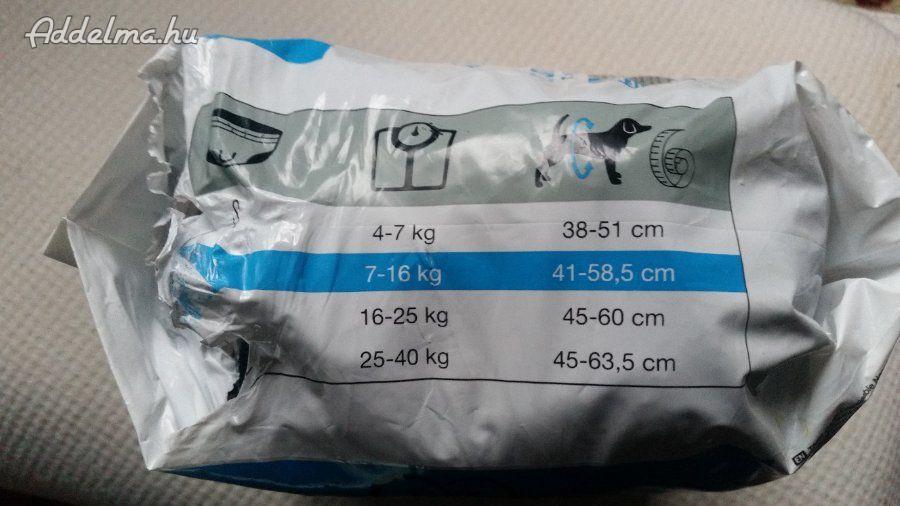 Addelma.hu
S
4-7 kg 38-51 cm
7-16 kg 41-58,5 cm
16-25 kg 45-60 cm
25-40 kg 45-63,5 cm
EN